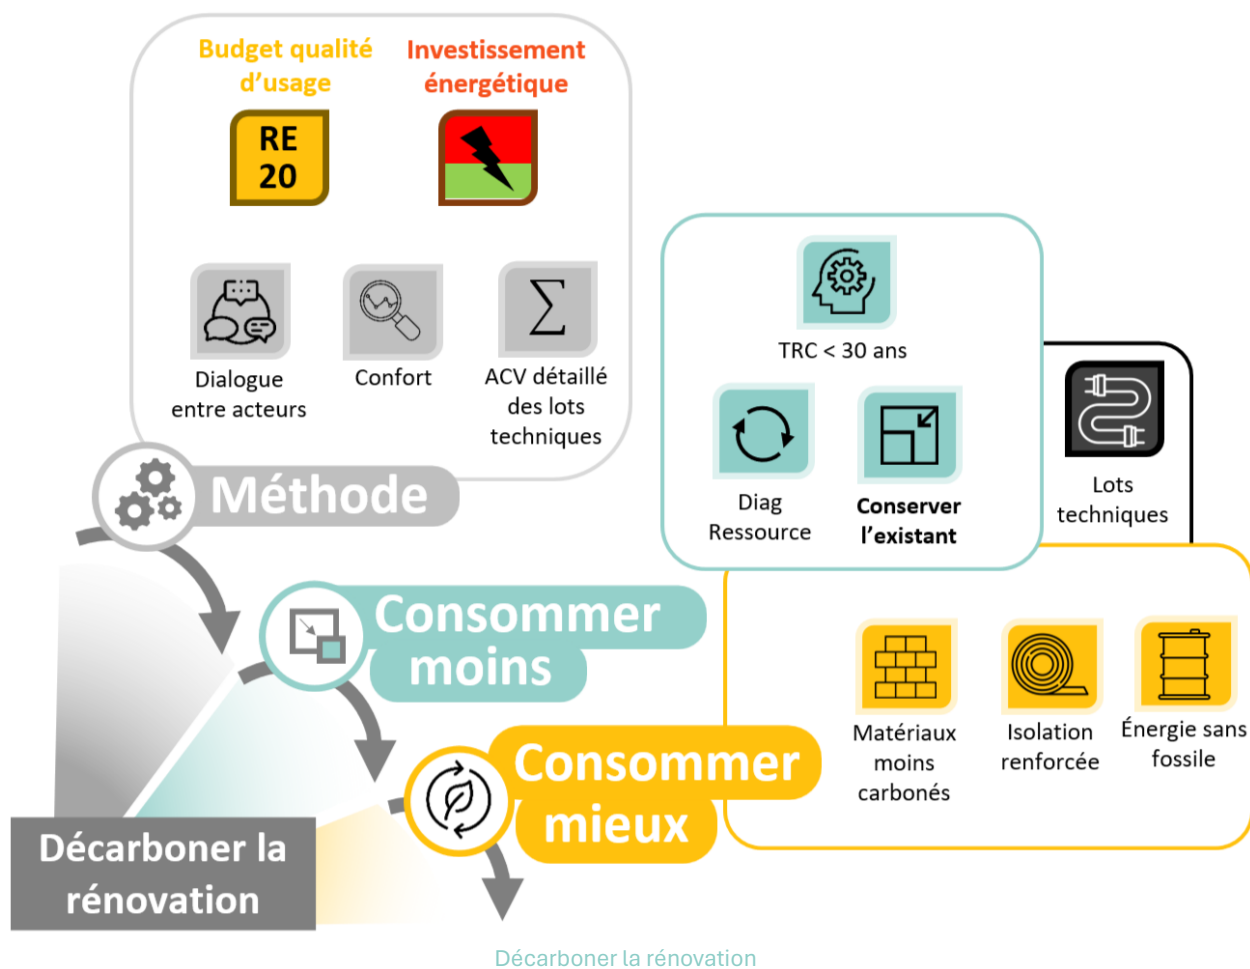 Budget qualité
d’usage
Investissement
énergétique
RE
20
Dialogue
entre acteurs
Confort
∑
ACV détaillé
des lots
techniques
Méthode
TRC < 30 ans
Diag
Ressource
Conserver
l’existant
Lots
techniques
Consommer
moins
Matériaux
moins
carbonés
Isolation
renforcée
Énergie sans
fossile
Consommer
mieux
Décarboner la
rénovation
Décarboner la rénovation